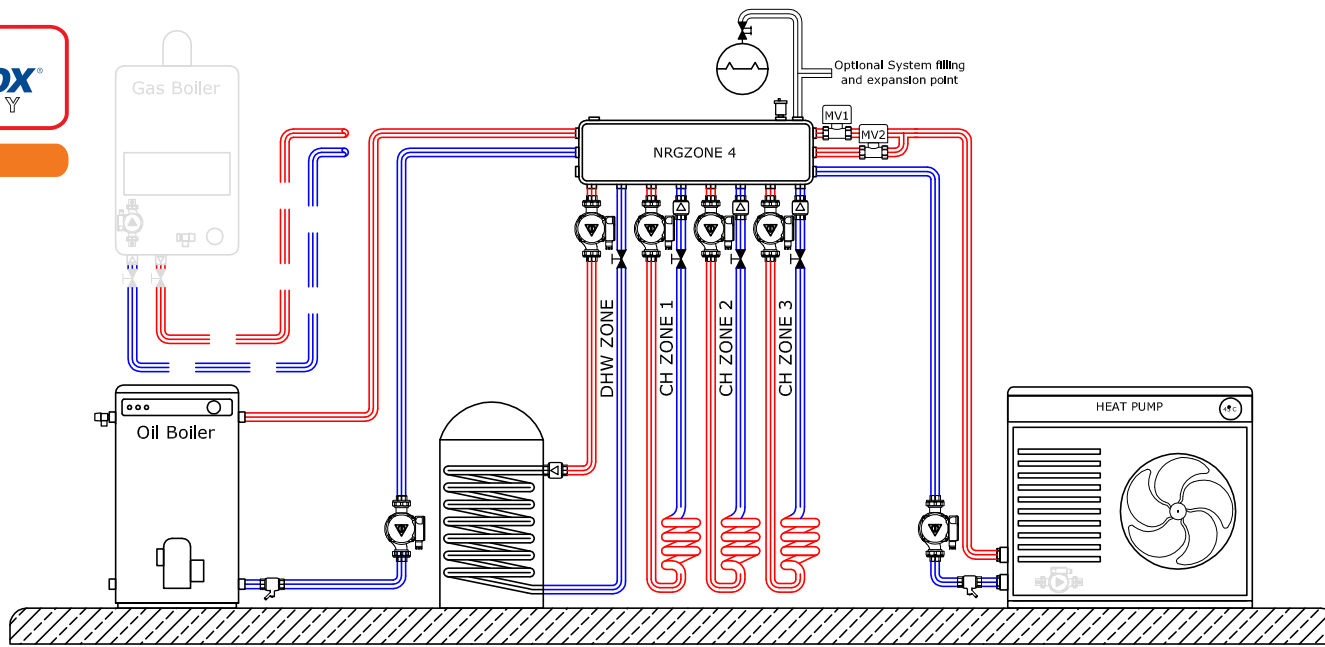 Gas Boiler
Optional System filling
and expansion point
MV1
MV2
NRGZONE 4
DHW ZONE
CH ZONE 1
CH ZONE 2
CH ZONE 3
Oil Boiler
HEAT PUMP